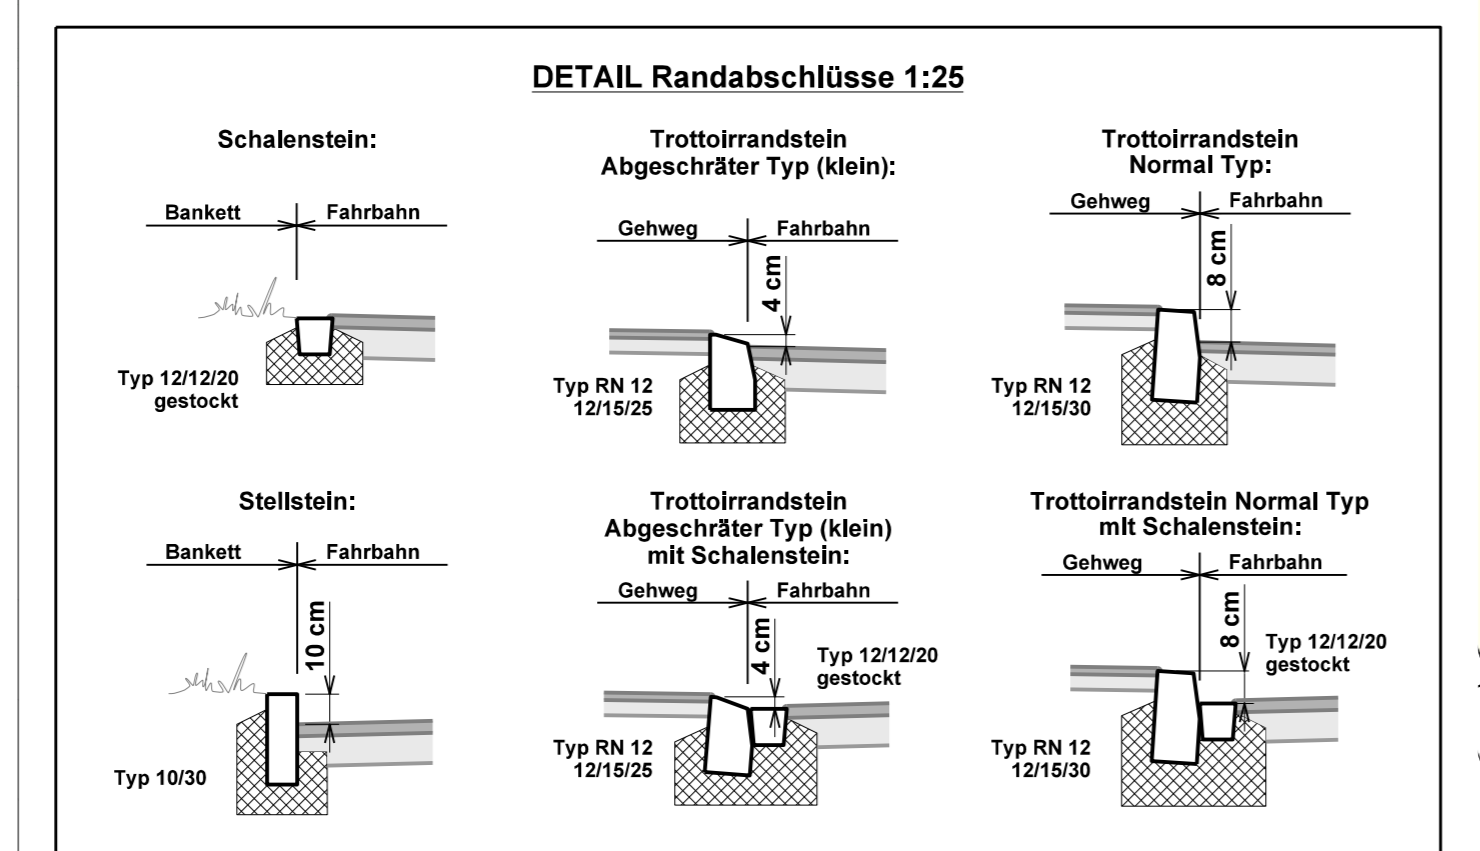 DETAIL Randabschlüsse 1:25
Schalenstein:
Bankett
Fahrbahn
Typ 12/12/20
gestockt
Trottoirrandstein
Abgeschräter Typ (klein):
Gehweg
Fahrbahn
4 cm
Typ RN 12
12/15/25
Trottoirrandstein
Normal Typ:
Gehweg
Fahrbahn
8 cm
Typ RN 12
12/15/30
Stellstein:
Bankett
Fahrbahn
10 cm
Typ 10/30
Trottoirrandstein
Abgeschräter Typ (klein)
mit Schalenstein:
Gehweg
Fahrbahn
4 cm
Typ 12/12/20
gestockt
Typ RN 12
12/15/25
Trottoirrandstein Normal Typ
mIt Schalenstein:
Gehweg
Fahrbahn
8 cm
Typ 12/12/20
gestockt
Typ RN 12
12/15/30